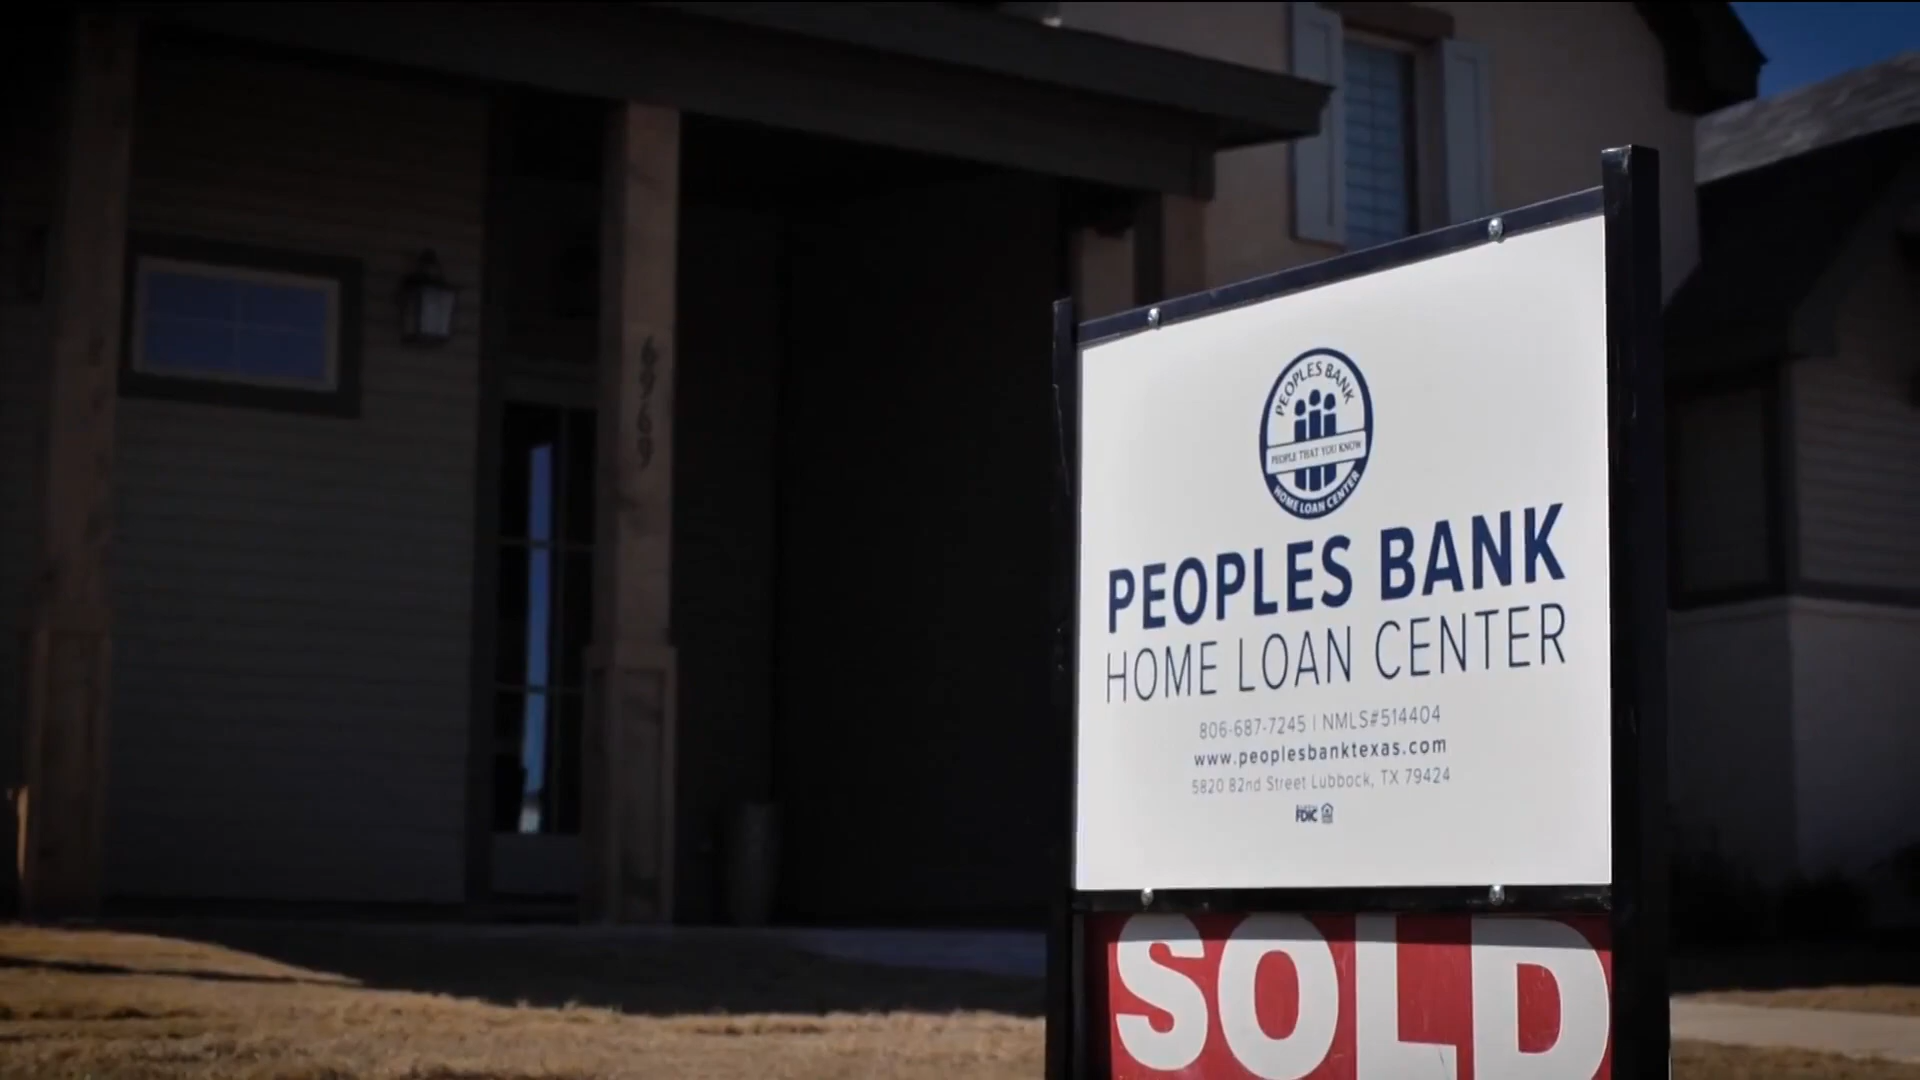 6969
PEOPLES BANK
PEOPLE THAT YOU KNOW
HOME LOAN CENTER
PEOPLES BANK
HOME LOAN CENTER
806-687-7245 | NMLS#514404
www.peoplesbanktexas.com
5820 82nd Street Lubbock, TX 79424
FDIC
SOLD